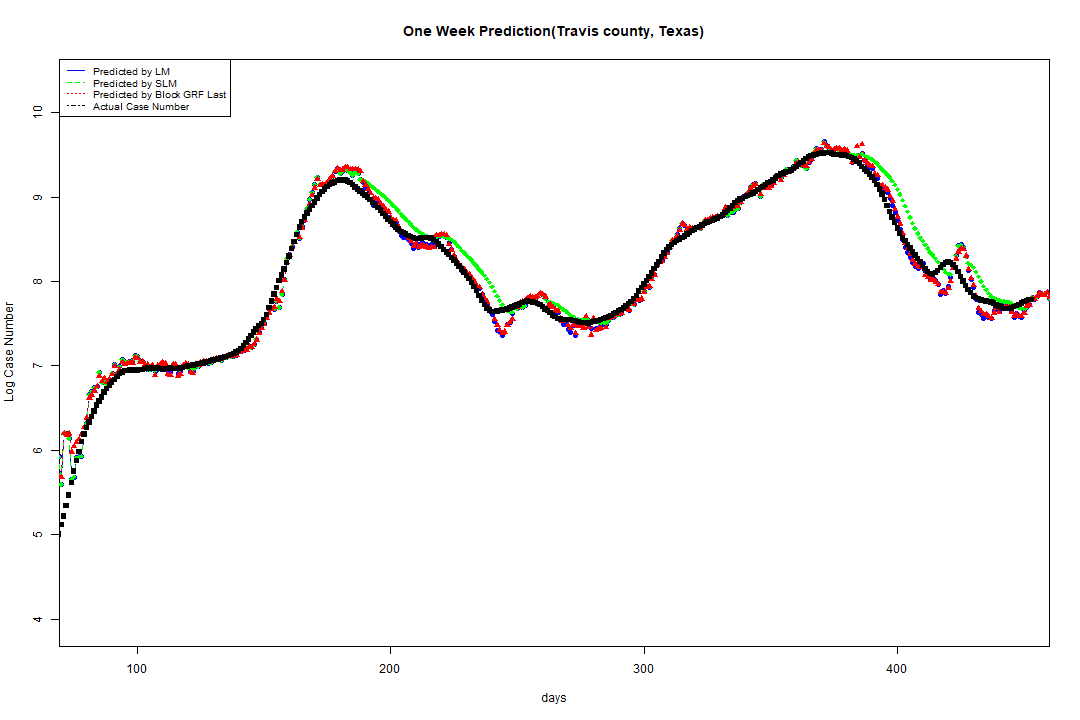 One Week Prediction(Travis county, Texas)
Predicted by LM
Predicted by SLM
Predicted by Block GRF Last
Actual Case Number
10
9
8
7
6
5
4
Log Case Number
100 200 300 400
days